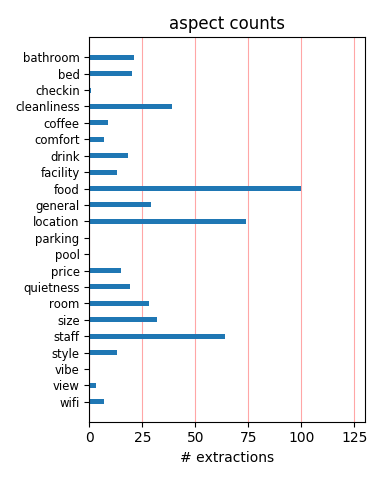 aspect counts
bathroom
bed
checkin
cleanliness
coffee
comfort
drink
facility
food
general
location
parking
pool
price
quietness
room
size
staff
style
vibe
view
wifi
0 25 50 75 100 125
# extractions